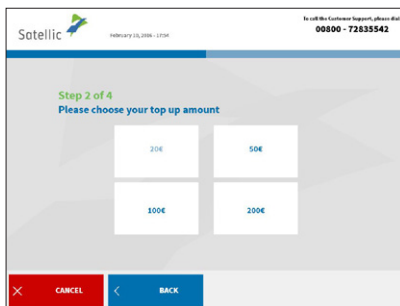 To call the Customer Support, please dial
00800 - 72835542
Satellic
February 10, 2016 - 17:54
Step 2 of 4
Please choose your top up amount
20€
50€
100€
200€
CANCEL
BACK